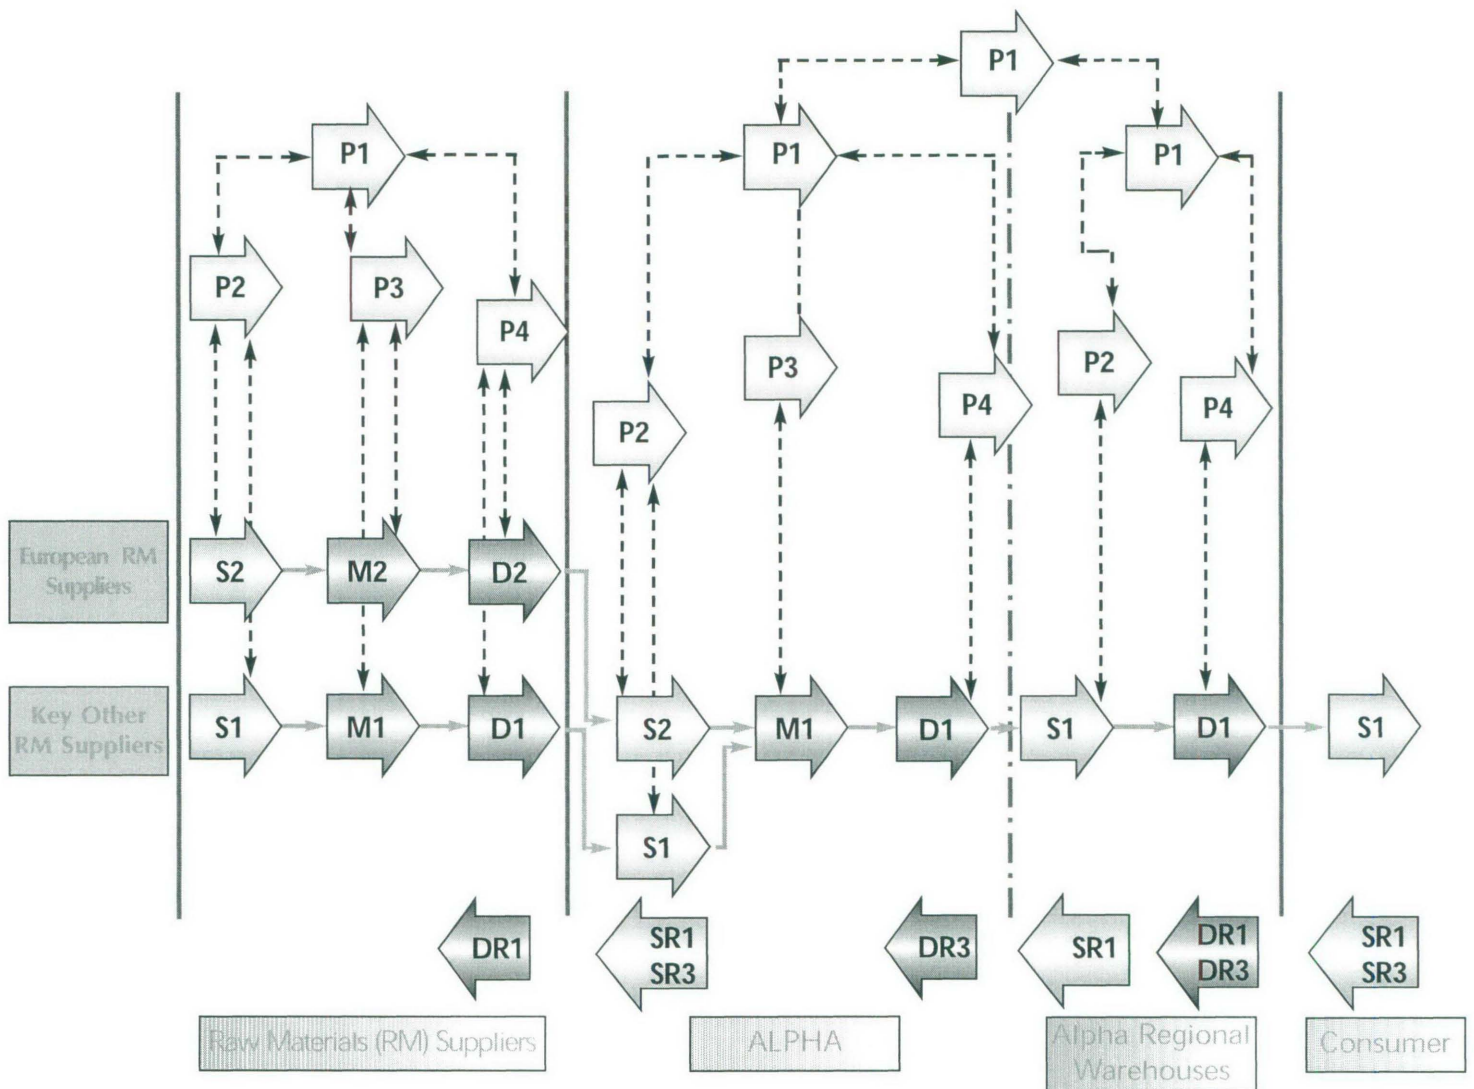 P1
P1
P1
P1
P2
P3
P4
P3
P2
P4
P4
P2
European RM
Suppliers
S2
M2
D2
Key Other
RM Suppliers
S1
M1
D1
S2
M1
D1
S1
D1
S1
S1
DR1
SR1
SR3
DR3
SR1
DR1
DR3
SR1
SR3
Raw Materials (RM) Suppliers
ALPHA
Alpha Regional
Warehouses
Consumer